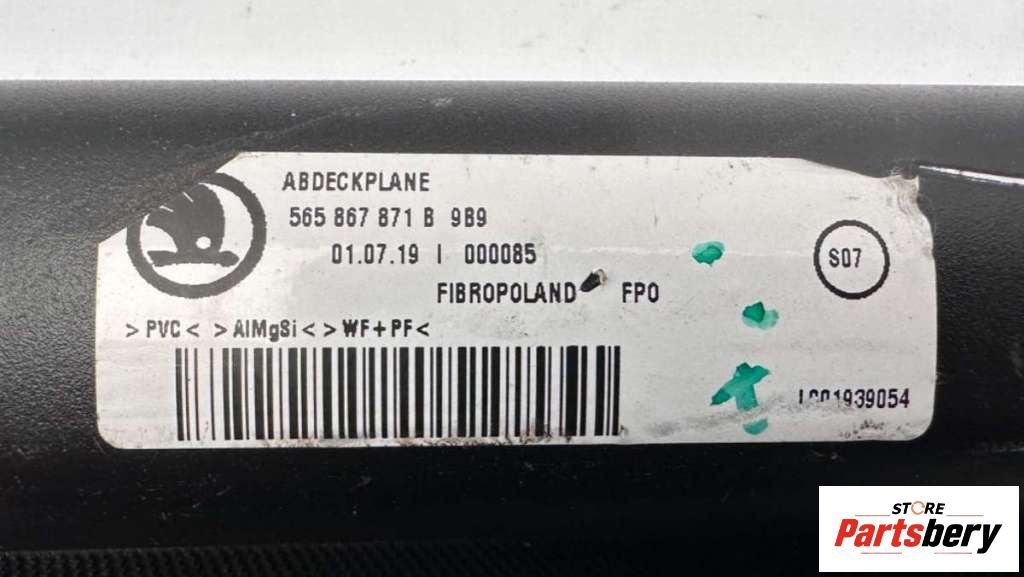 ABDECKPLANE
565 867 871 B 9B9
01.07.19 | 000085
S07
FIBROPOLAND FPO
>PVC< >AlMgSi<>WF+PF<
STORE
Partsbery